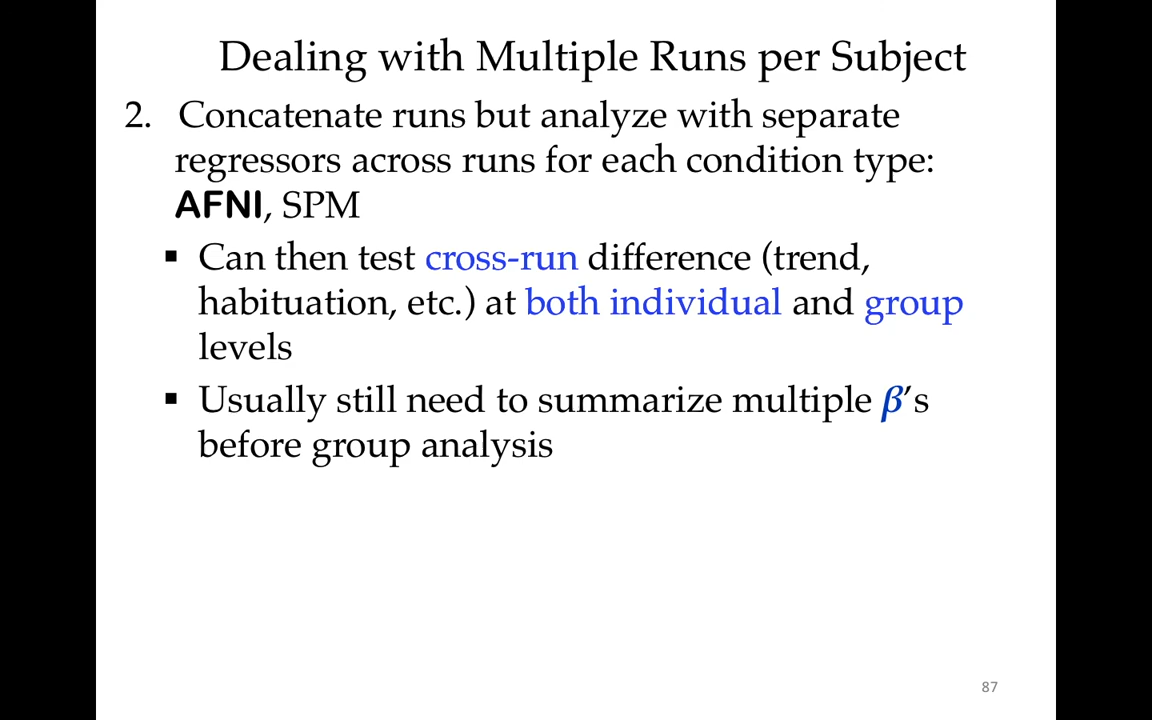 Dealing with Multiple Runs per Subject
2. Concatenate runs but analyze with separate
regressors across runs for each condition type:
AFNI, SPM
▪ Can then test cross-run difference (trend,
habituation, etc.) at both individual and group
levels
▪ Usually still need to summarize multiple β’s
before group analysis
87